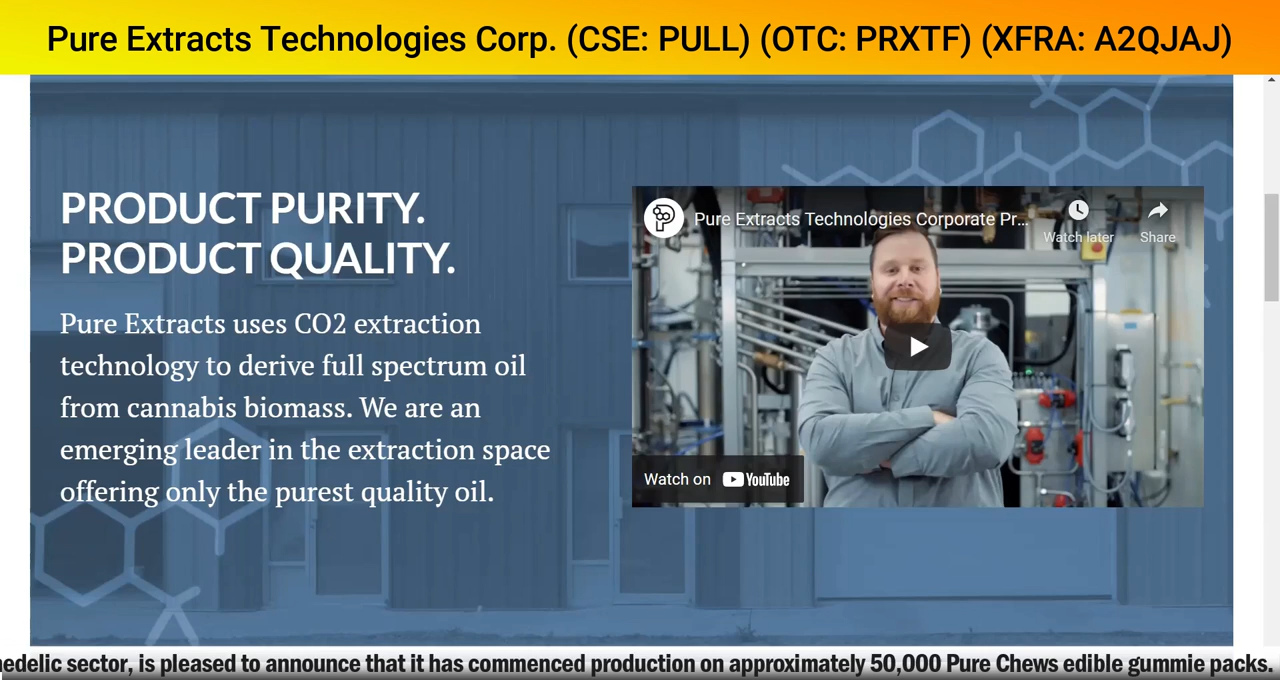 Pure Extracts Technologies Corp. (CSE: PULL) (OTC: PRXTF) (XFRA: A2QJAJ)
PRODUCT PURITY.
PRODUCT QUALITY.
Pure Extracts uses CO2 extraction
technology to derive full spectrum oil
from cannabis biomass. We are an
emerging leader in the extraction space
offering only the purest quality oil.
Pure Extracts Technologies Corporate Pr...
Watch later
Share
Watch on YouTube
sector, is pleased to announce that it has commenced production on approximately 50,000 Pure Chews edible gummie packs.